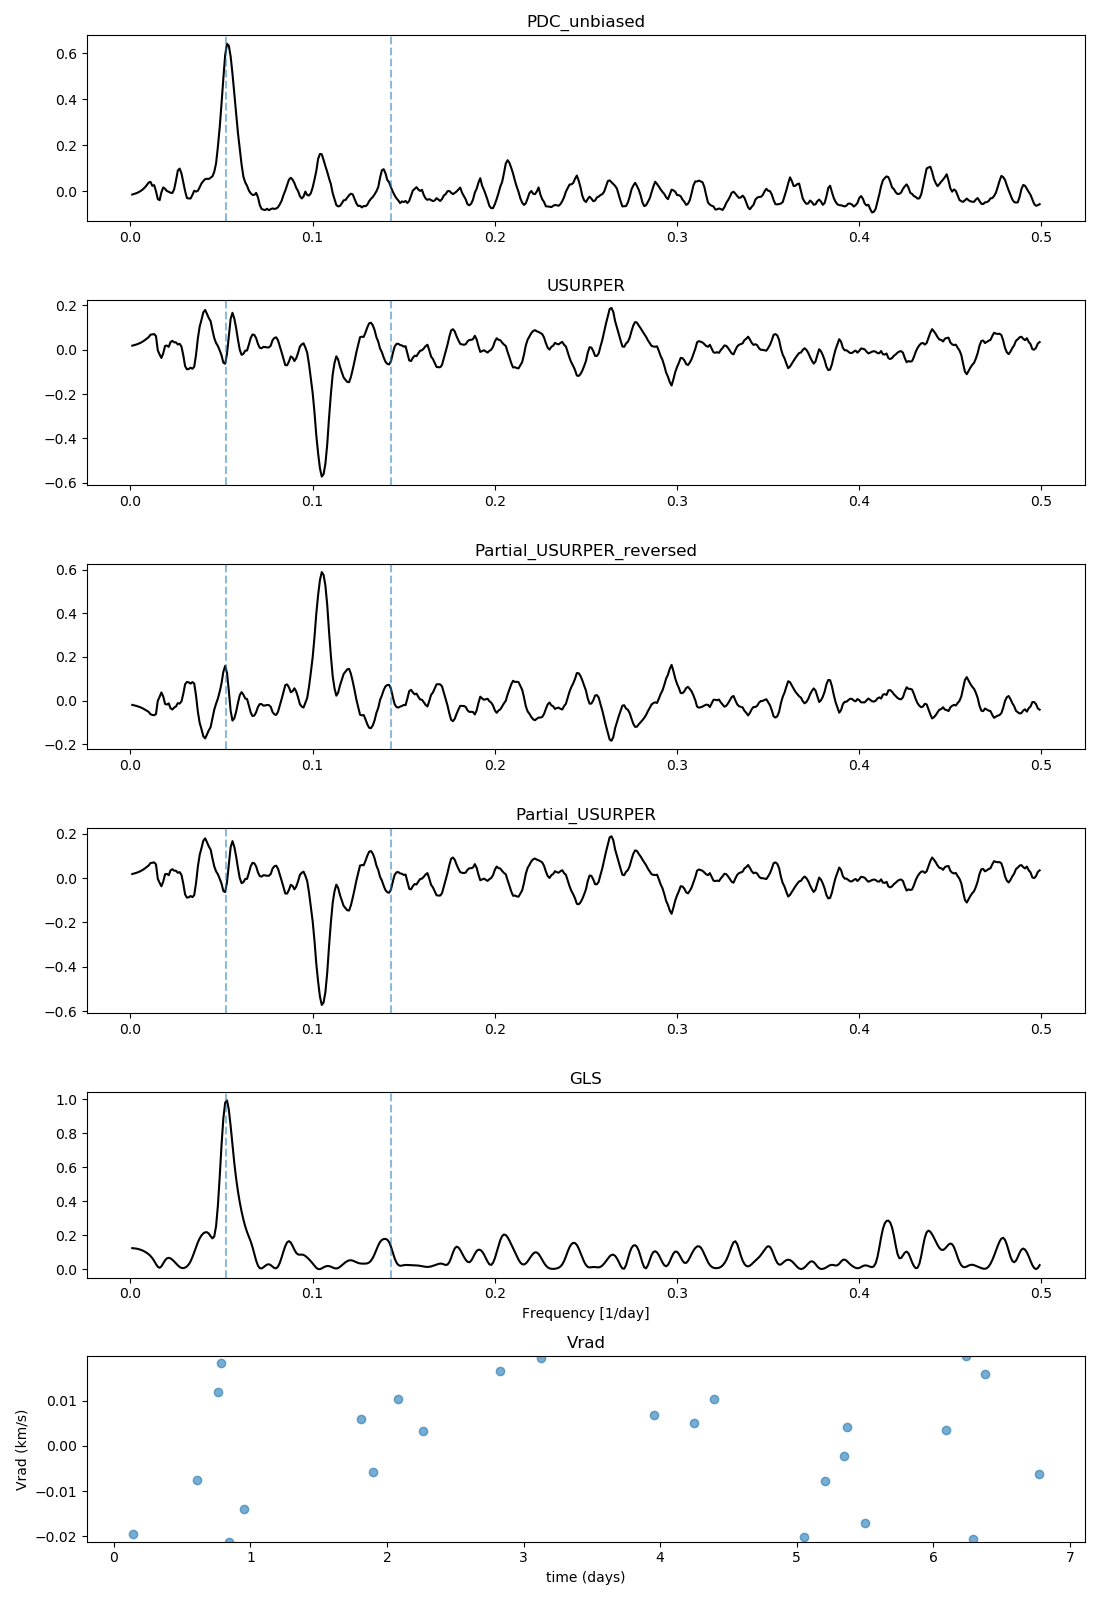 PDC_unbiased
0.6
0.4
0.2
0.0
0.0 0.1 0.2 0.3 0.4 0.5
USURPER
0.2
0.0
−0.2
−0.4
−0.6
0.0 0.1 0.2 0.3 0.4 0.5
Partial_USURPER_reversed
0.6
0.4
0.2
0.0
−0.2
0.0 0.1 0.2 0.3 0.4 0.5
Partial_USURPER
0.2
0.0
−0.2
−0.4
−0.6
0.0 0.1 0.2 0.3 0.4 0.5
GLS
1.0
0.8
0.6
0.4
0.2
0.0
0.0 0.1 0.2 0.3 0.4 0.5
Frequency [1/day]
Vrad
Vrad (km/s)
0.01
0.00
−0.01
−0.02
0 1 2 3 4 5 6 7
time (days)